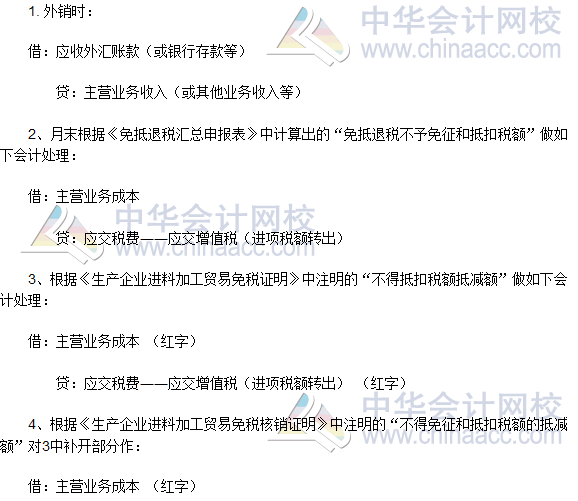 1. 外销时：
中华会计网校
www.chinaacc.com
借：应收外汇账款（或银行存款等）
贷：主营业务收入（或其他业务收入等）
2、月末根据《免抵退税汇总申报表》中计算出的“免抵退税不予免征和抵扣税额”做如
下会计处理：
借：主营业务成本
中华会计网校
www.chinaacc.com
贷：应交税费——应交增值税（进项税额转出）
3、根据《生产企业进料加工贸易免税证明》中注明的“不得抵扣税额抵减额”做如下会
计处理：
借：主营业务成本 （红字）
贷：应交税费——应交增值税（进项税额转出） （红字）
中华会计网校
www.chinaacc.com
4、根据《生产企业进料加工贸易免税核销证明》中注明的“不得免征和抵扣税额的抵减
额”对3中补开部分作：
借：主营业务成本 （红字）